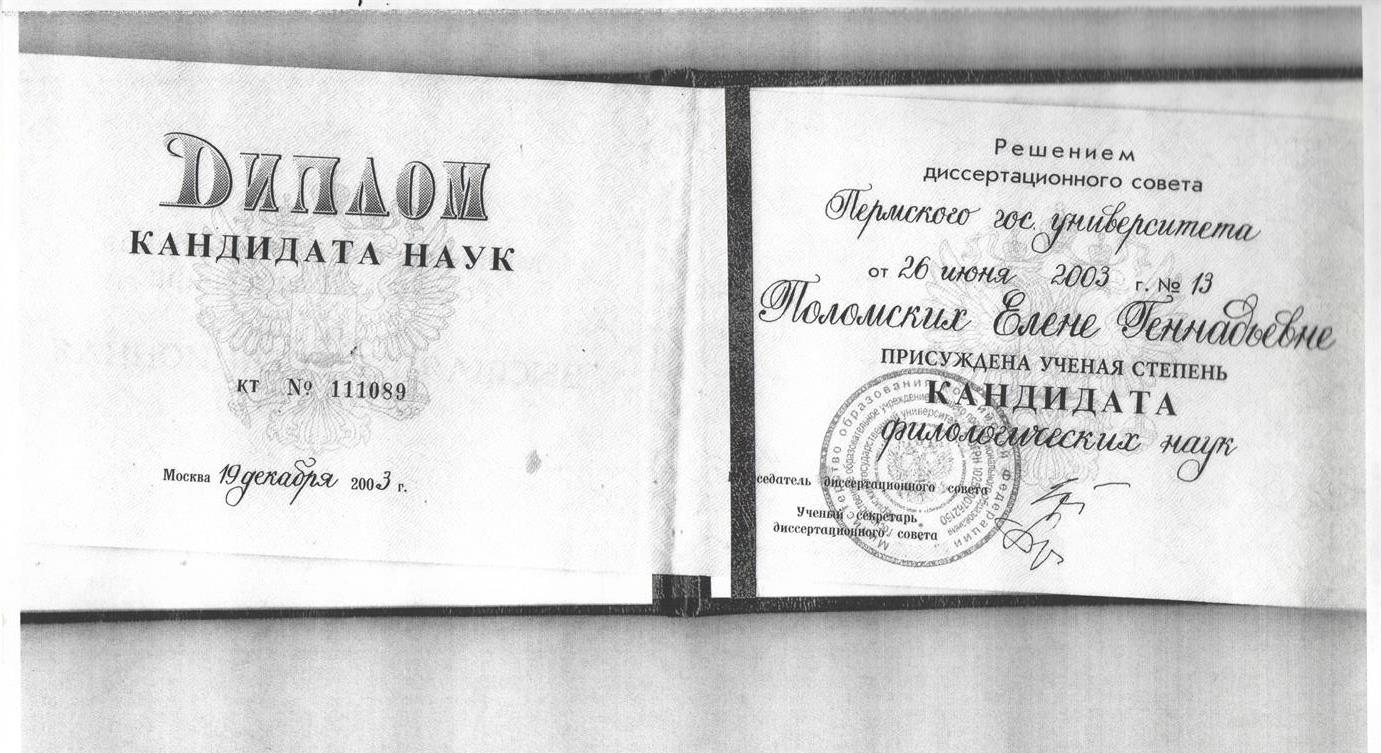 Диплом
КАНДИДАТА НАУК
КТ № 111089
Москва 19 декабря 2003 г.
Решением
диссертационного совета
Пермского гос. университета
от 26 июня 2003 г. № 13
Поломских Елене Геннадьевне
ПРИСУЖДЕНА УЧЕНАЯ СТЕПЕНЬ
КАНДИДАТА
филологических наук
седатель диссертационного совета
Ученый секретарь
диссертационного совета